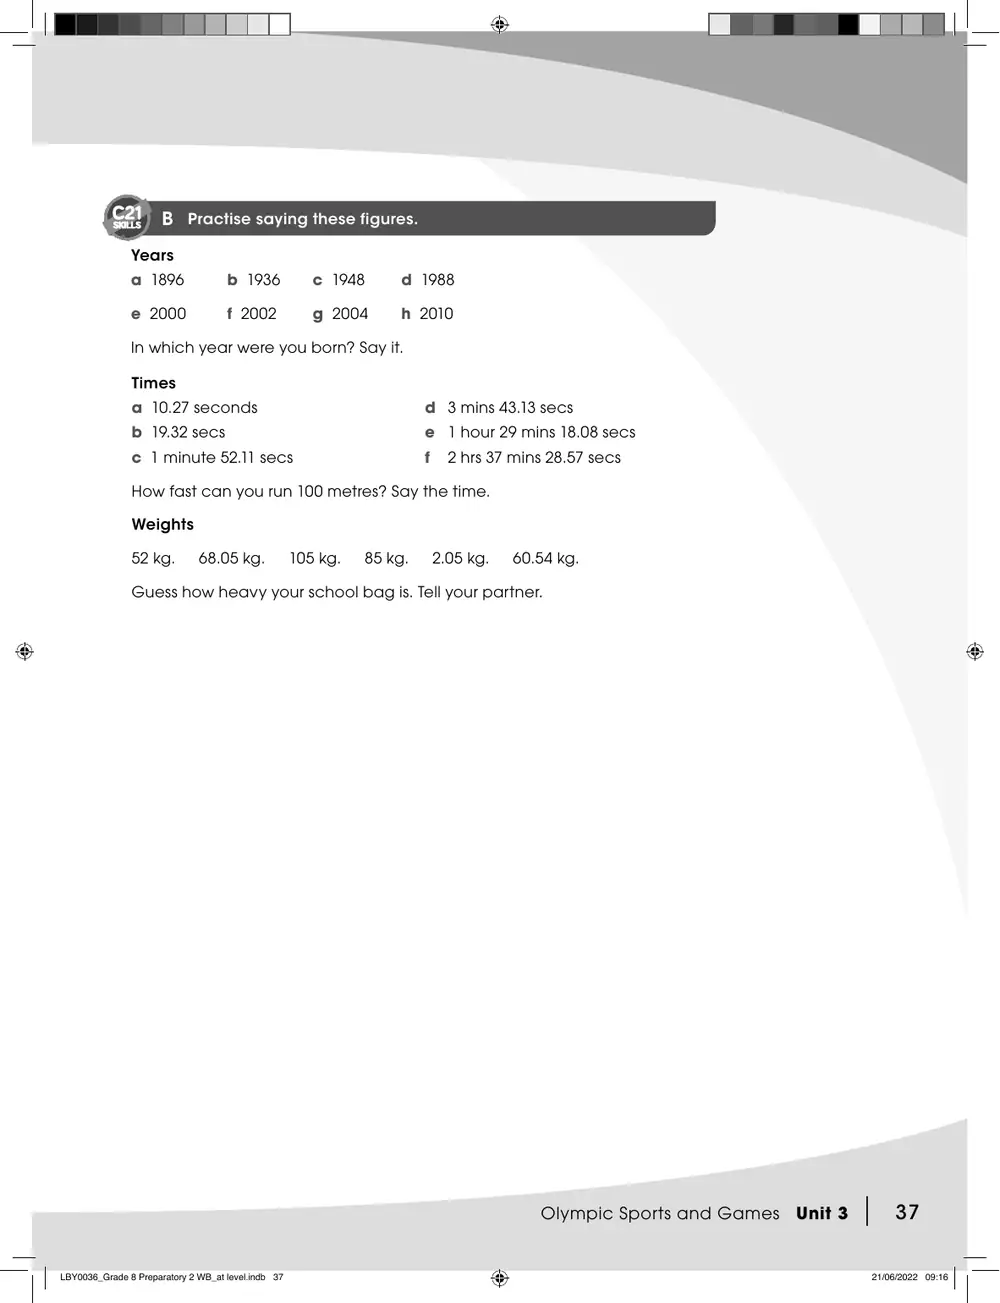 C21
SKILLS
B Practise saying these figures.
Years
a 1896 b 1936 c 1948 d 1988
e 2000 f 2002 g 2004 h 2010
In which year were you born? Say it.
Times
a 10.27 seconds d 3 mins 43.13 secs
b 19.32 secs e 1 hour 29 mins 18.08 secs
c 1 minute 52.11 secs f 2 hrs 37 mins 28.57 secs
How fast can you run 100 metres? Say the time.
Weights
52 kg. 68.05 kg. 105 kg. 85 kg. 2.05 kg. 60.54 kg.
Guess how heavy your school bag is. Tell your partner.
Olympic Sports and Games Unit 3 37
LBY0036_Grade 8 Preparatory 2 WB_at level.indb 37 21/06/2022 09:16